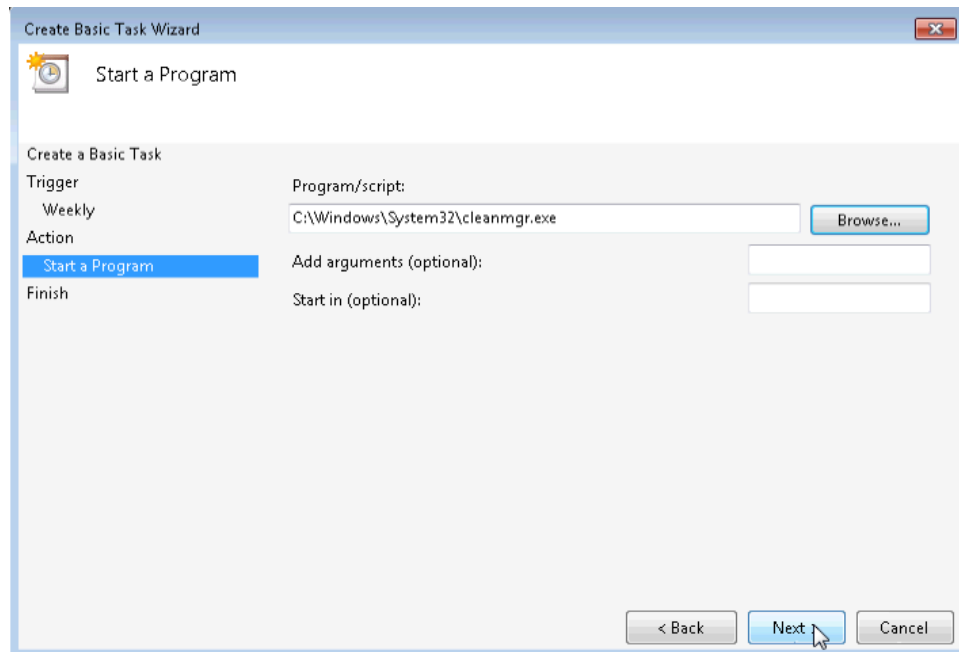 Create Basic Task Wizard
Start a Program
Create a Basic Task
Trigger
Weekly
Action
Start a Program
Finish
Program/script:
C:\Windows\System32\cleanmgr.exe
Browse...
Add arguments (optional):
Start in (optional):
< Back
Next >
Cancel